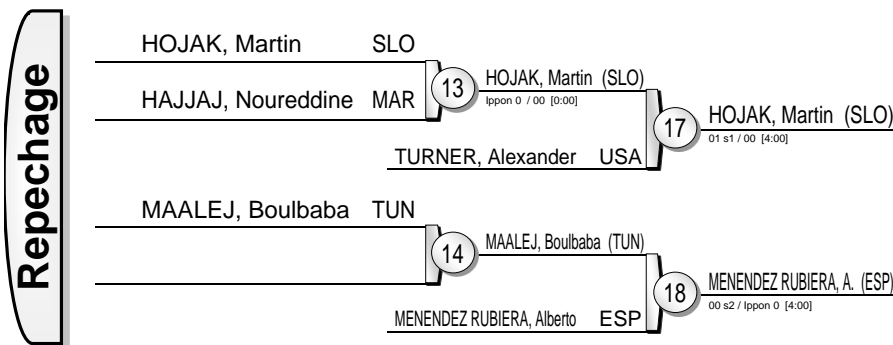 Repechage
HOJAK, Martin SLO
HAJJAJ, Noureddine MAR
13
HOJAK, Martin (SLO)
Ippon 0 / 00 [0:00]
TURNER, Alexander USA
17
HOJAK, Martin (SLO)
01 s1 / 00 [4:00]
MAALEJ, Boulbaba TUN
14
MAALEJ, Boulbaba (TUN)
MENENDEZ RUBIERA, Alberto ESP
18
MENENDEZ RUBIERA, A. (ESP)
00 s2 / Ippon 0 [4:00]